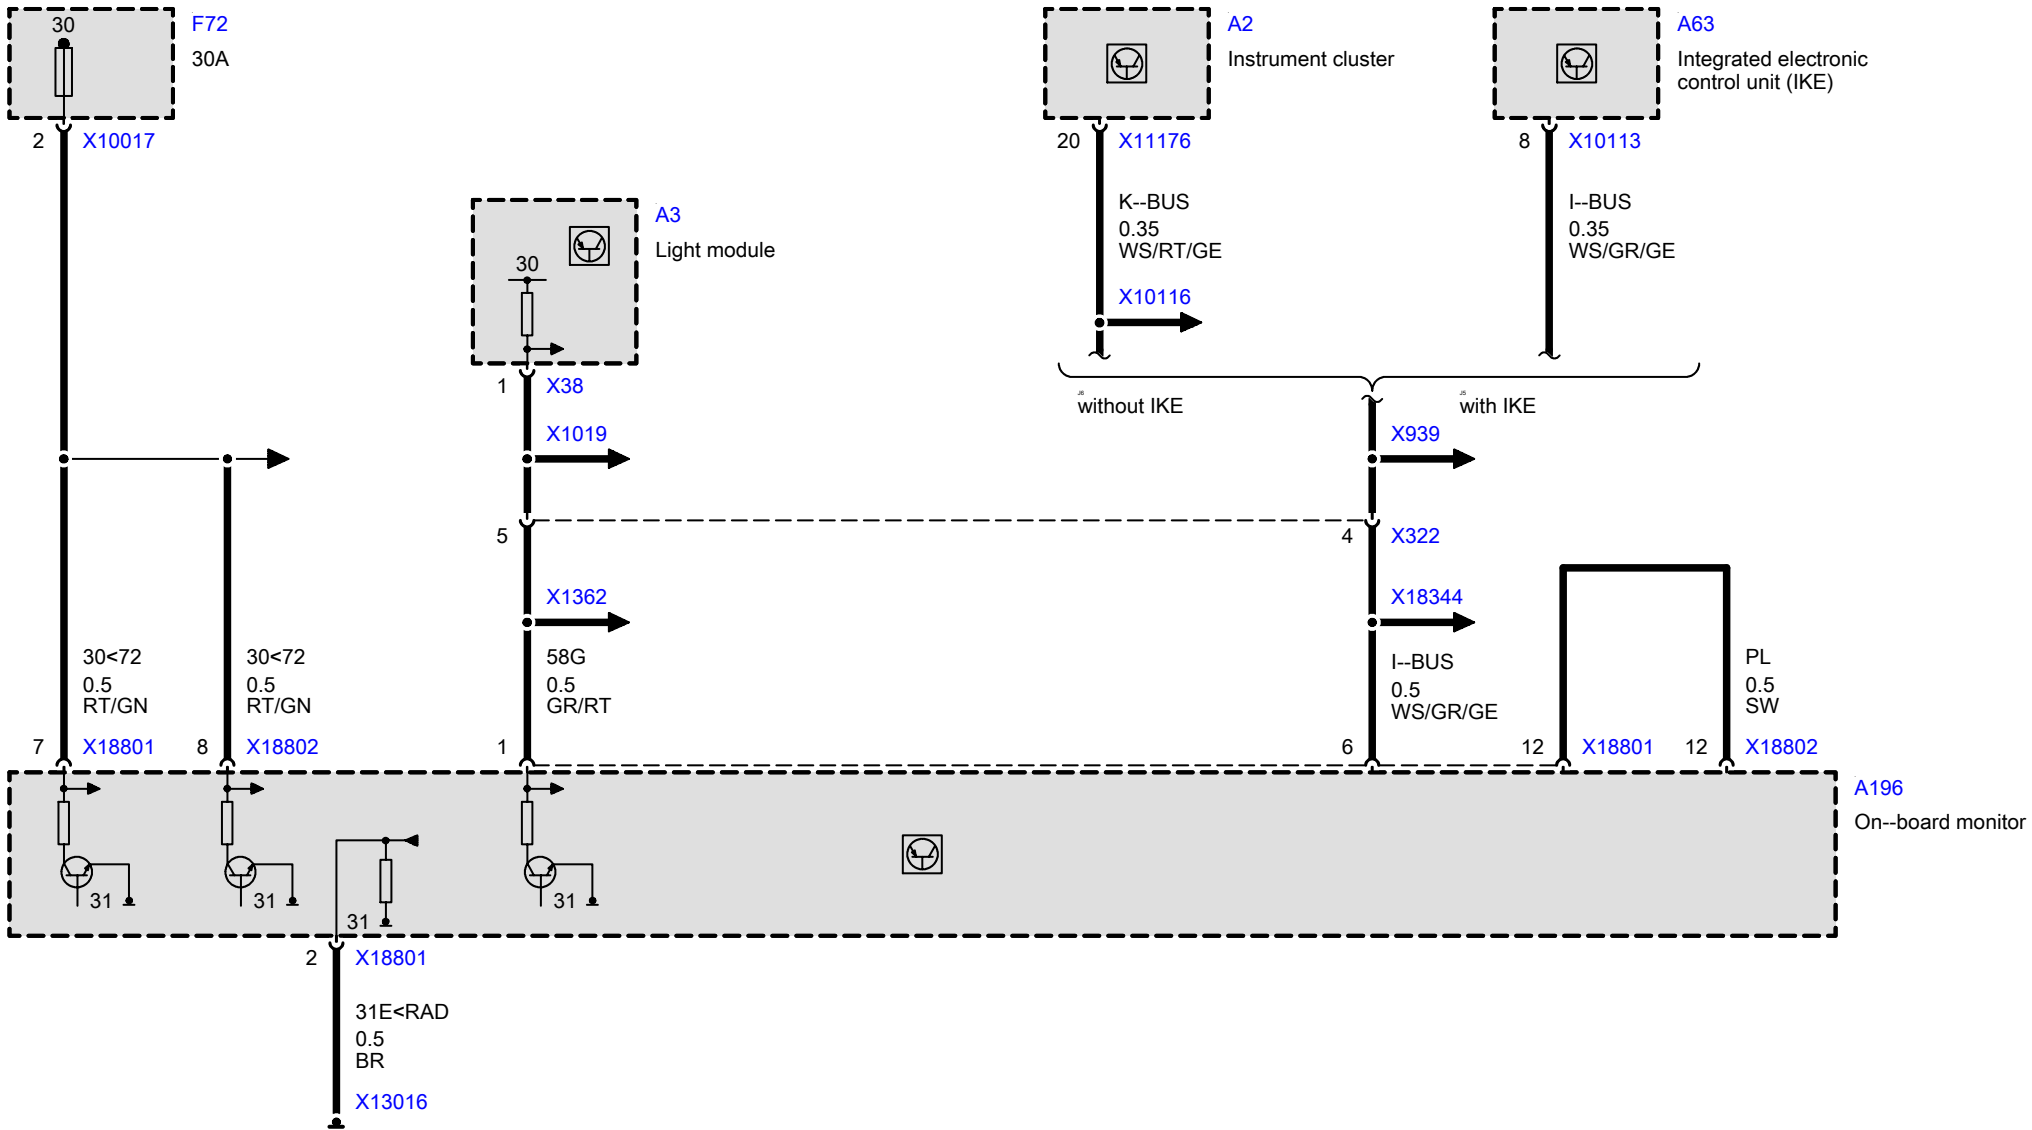 30
F72
30A
A2
Instrument cluster
A63
Integrated electronic
control unit (IKE)
2 X10017
20 X11176
8 X10113
K--BUS
0.35
WS/RT/GE
I--BUS
0.35
WS/GR/GE
A3
Light module
30
X10116
1 X38
without IKE
with IKE
X1019
X939
5
4 X322
X1362
X18344
30<72
0.5
RT/GN
30<72
0.5
RT/GN
58G
0.5
GR/RT
I--BUS
0.5
WS/GR/GE
PL
0.5
SW
7 X18801
8 X18802
1
6
12 X18801
12 X18802
A196
On--board monitor
31
31
31
31
2 X18801
31E<RAD
0.5
BR
X13016